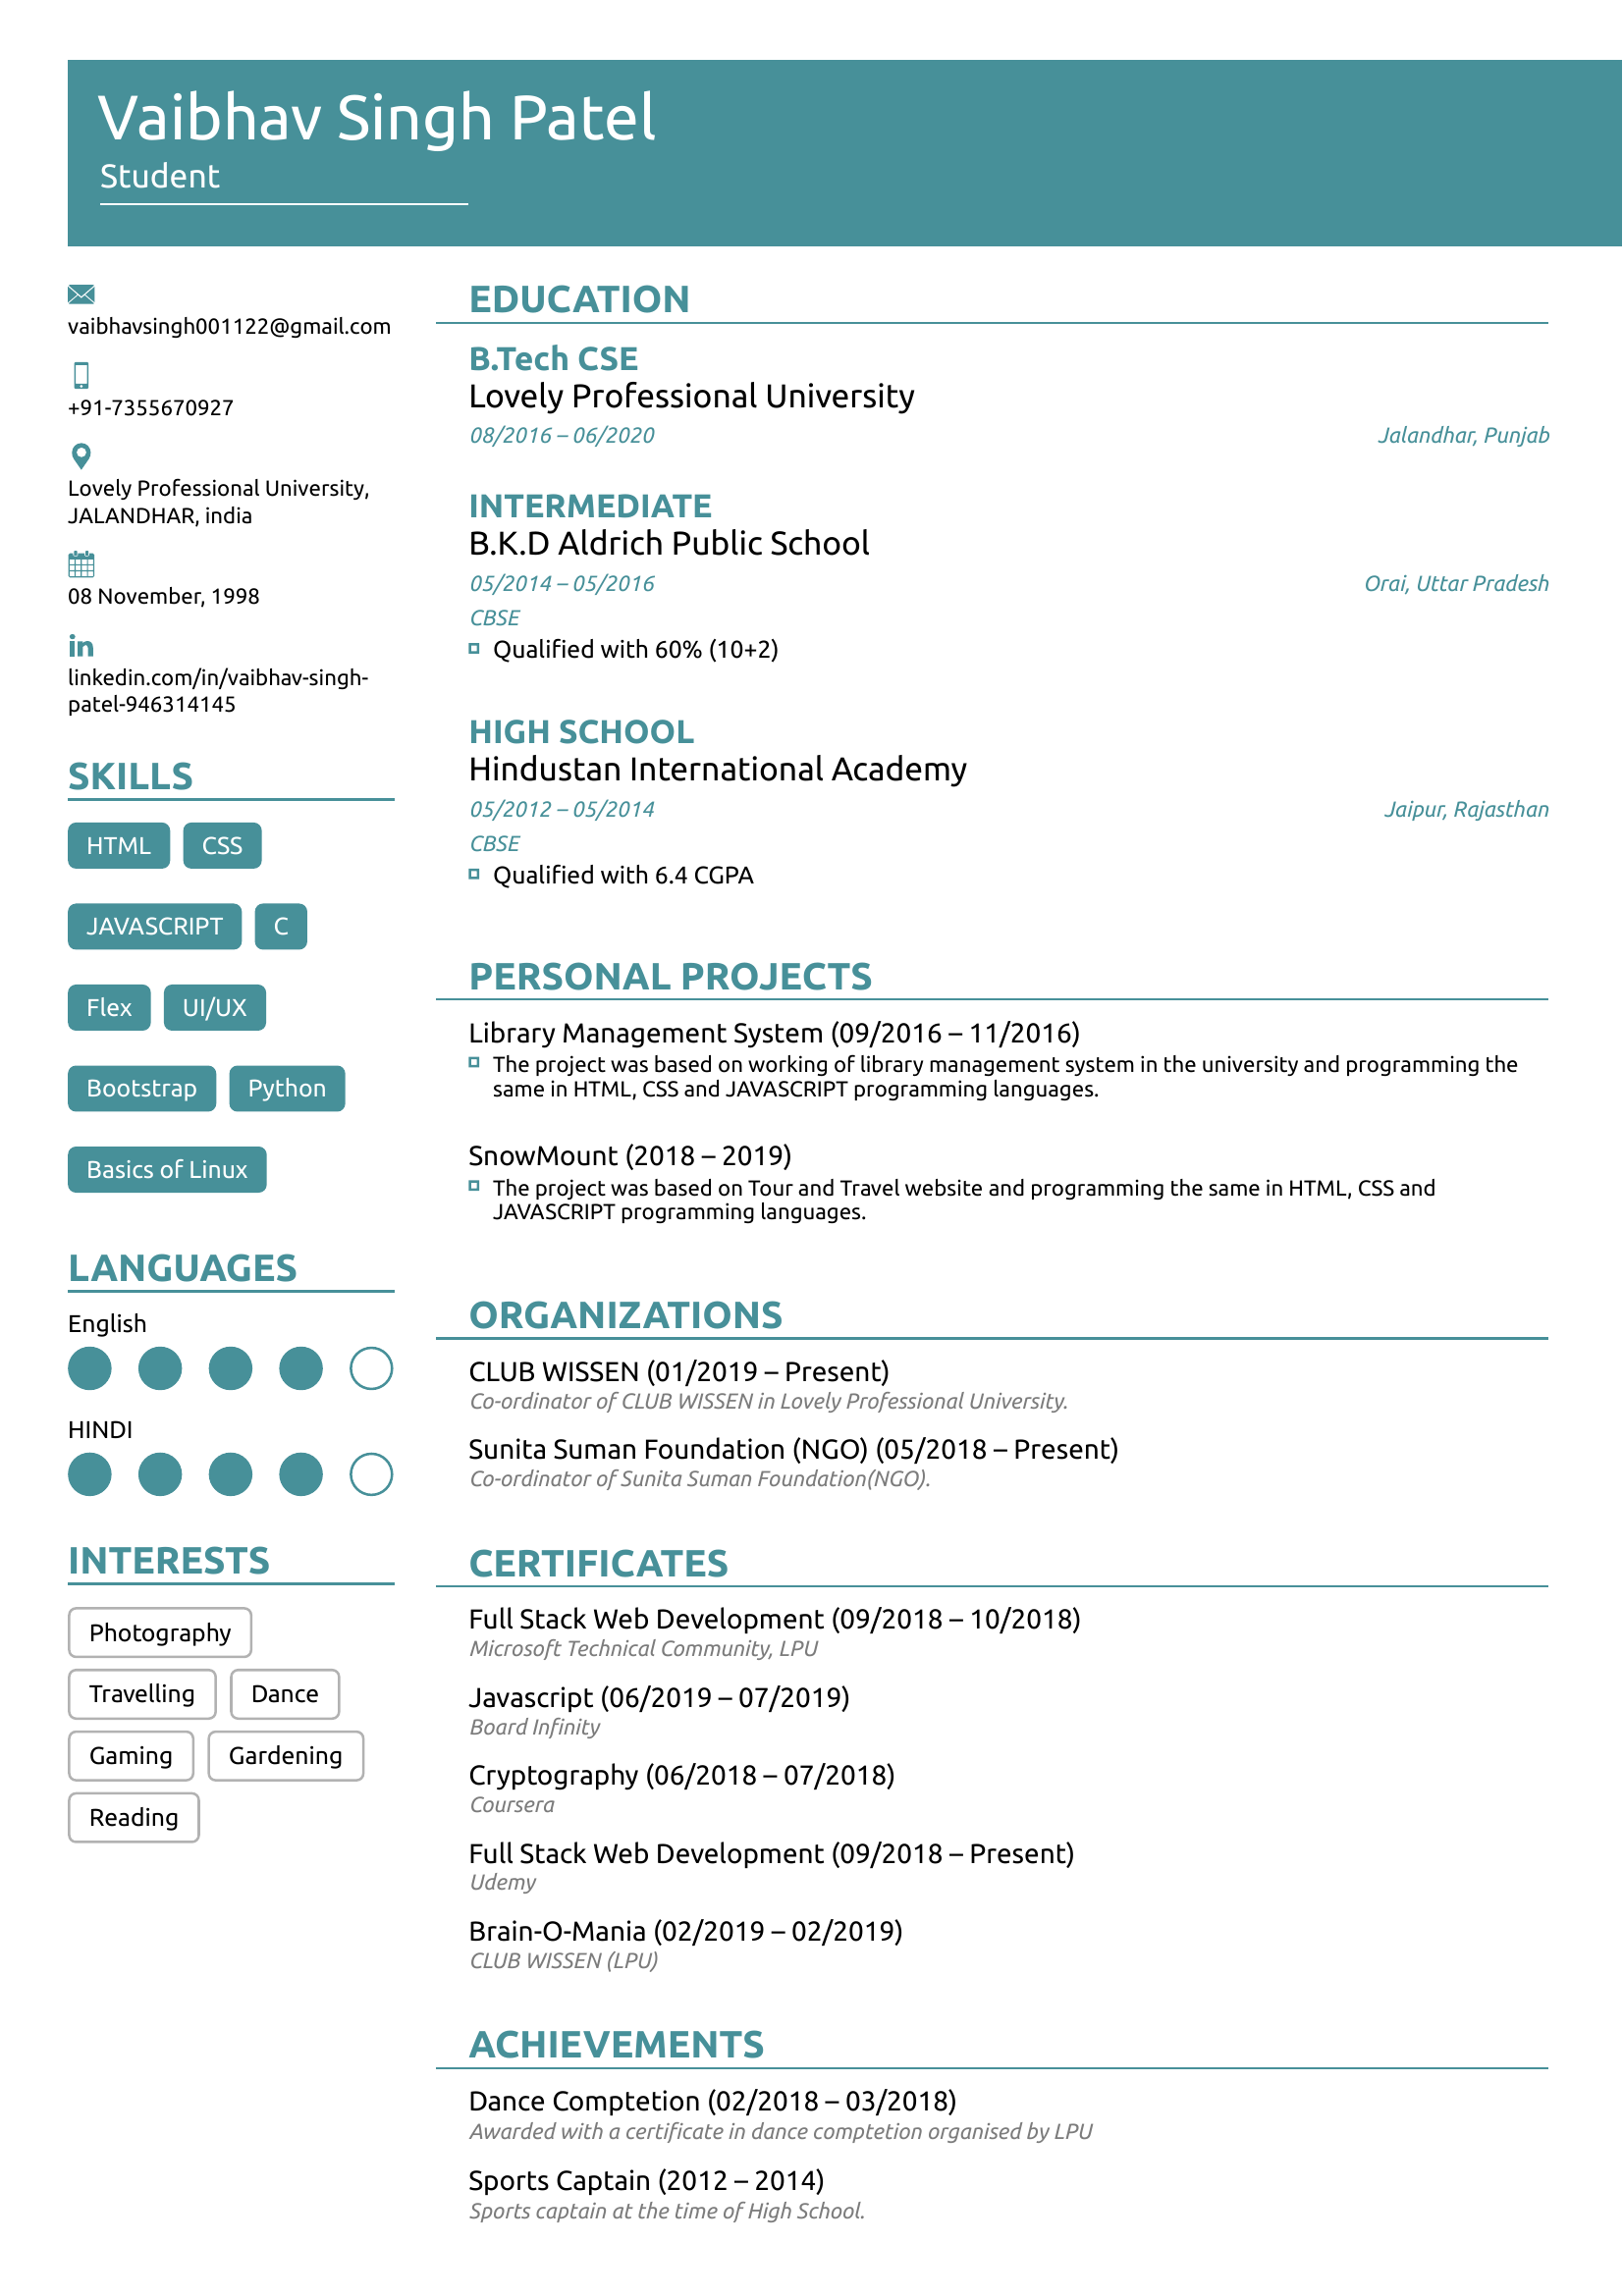 Vaibhav Singh Patel
Student
vaibhavsingh001122@gmail.com
+91-7355670927
Lovely Professional University,
JALANDHAR, india
08 November, 1998
linkedin.com/in/vaibhav-singh-
patel-946314145
SKILLS
HTML CSS
JAVASCRIPT C
Flex UI/UX
Bootstrap Python
Basics of Linux
LANGUAGES
English
HINDI
INTERESTS
Photography
Travelling Dance
Gaming Gardening
Reading
EDUCATION
B.Tech CSE
Lovely Professional University
08/2016 – 06/2020 Jalandhar, Punjab
INTERMEDIATE
B.K.D Aldrich Public School
05/2014 – 05/2016 Orai, Uttar Pradesh
CBSE
Qualified with 60% (10+2)
HIGH SCHOOL
Hindustan International Academy
05/2012 – 05/2014 Jaipur, Rajasthan
CBSE
Qualified with 6.4 CGPA
PERSONAL PROJECTS
Library Management System (09/2016 – 11/2016)
The project was based on working of library management system in the university and programming the
same in HTML, CSS and JAVASCRIPT programming languages.
SnowMount (2018 – 2019)
The project was based on Tour and Travel website and programming the same in HTML, CSS and
JAVASCRIPT programming languages.
ORGANIZATIONS
CLUB WISSEN (01/2019 – Present)
Co-ordinator of CLUB WISSEN in Lovely Professional University.
Sunita Suman Foundation (NGO) (05/2018 – Present)
Co-ordinator of Sunita Suman Foundation(NGO).
CERTIFICATES
Full Stack Web Development (09/2018 – 10/2018)
Microsoft Technical Community, LPU
Javascript (06/2019 – 07/2019)
Board Infinity
Cryptography (06/2018 – 07/2018)
Coursera
Full Stack Web Development (09/2018 – Present)
Udemy
Brain-O-Mania (02/2019 – 02/2019)
CLUB WISSEN (LPU)
ACHIEVEMENTS
Dance Comptetion (02/2018 – 03/2018)
Awarded with a certificate in dance comptetion organised by LPU
Sports Captain (2012 – 2014)
Sports captain at the time of High School.